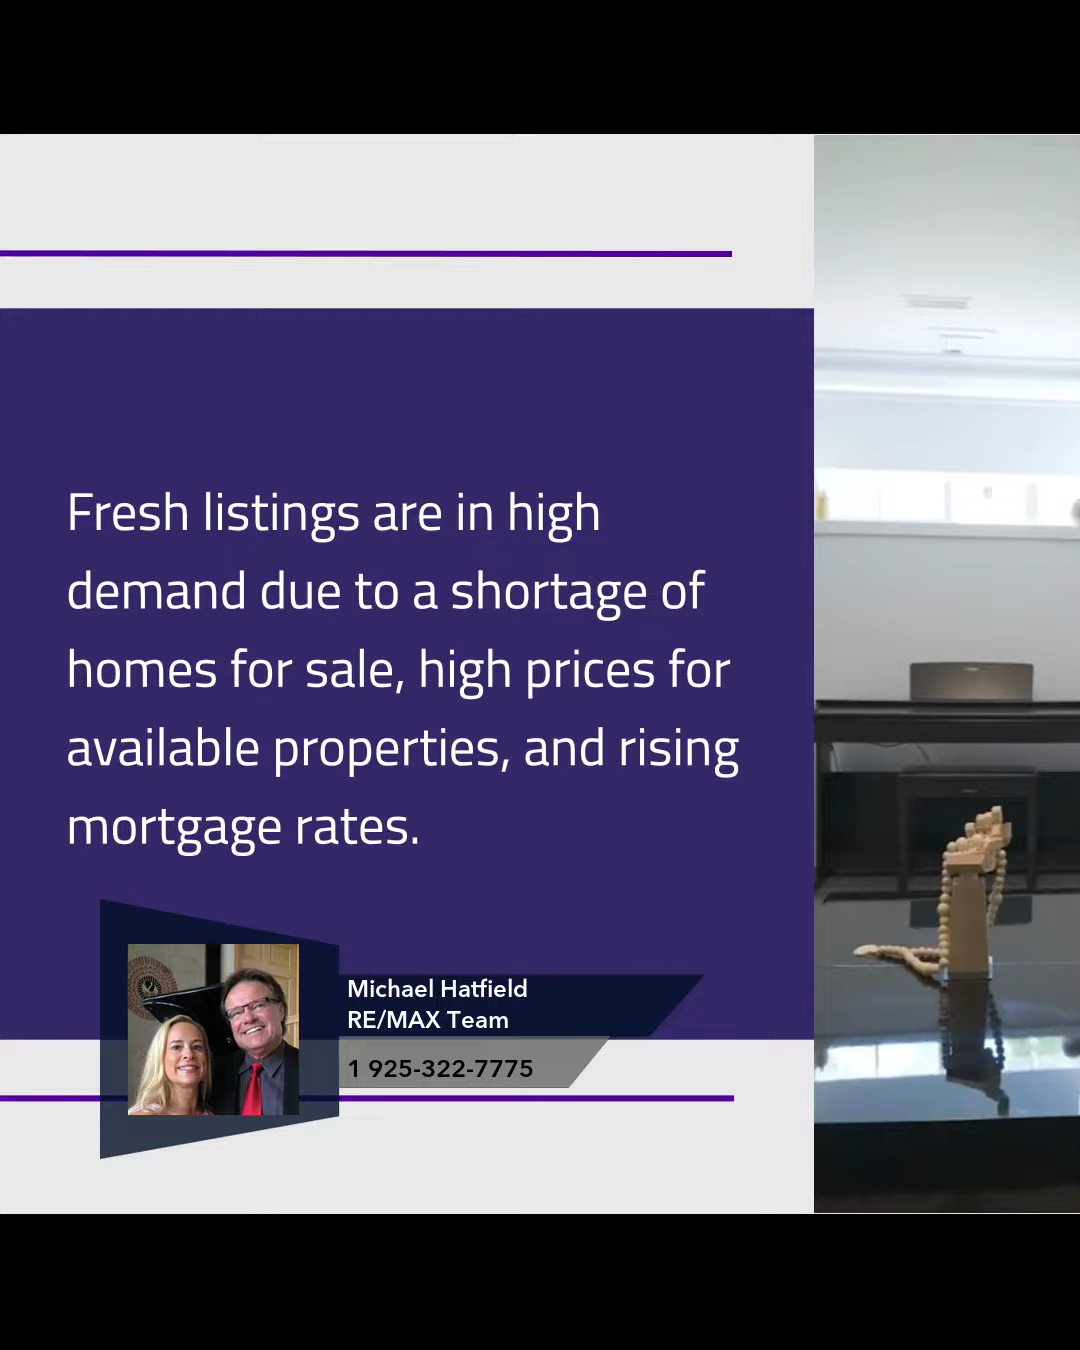 Fresh listings are in high
demand due to a shortage of
homes for sale, high prices for
available properties, and rising
mortgage rates.
Michael Hatfield
RE/MAX Team
1 925-322-7775